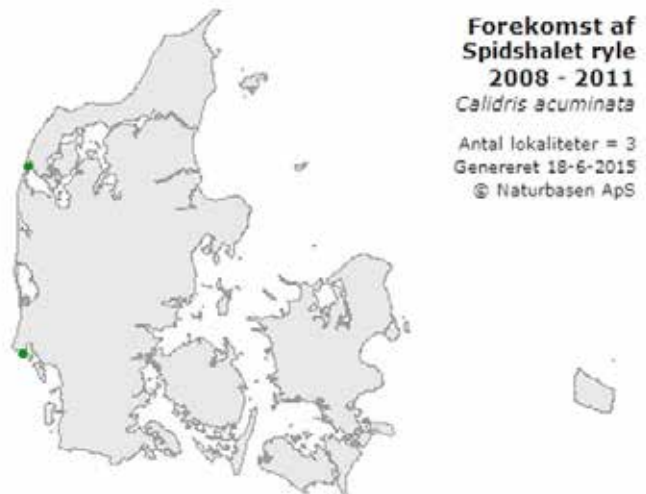 Forekomst af
Spidshalet ryle
2008 - 2011
Calidris acuminata
Antal lokaliteter = 3
Genereret 18-6-2015
© Naturbasen ApS